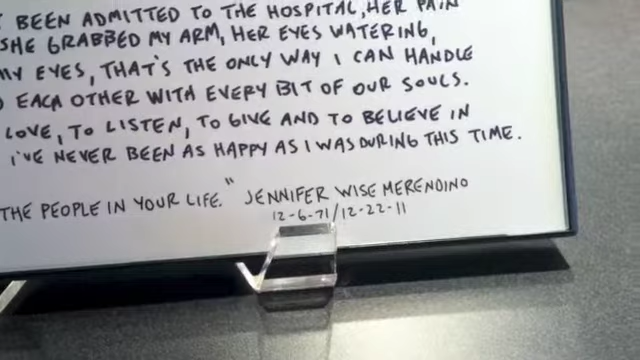 BEEN ADMITTED TO THE HOSPITAL, HER PAIN
SHE GRABBED MY ARM, HER EYES WATERING,
MY EYES, THAT'S THE ONLY WAY I CAN HANDLE
EACH OTHER WITH EVERY BIT OF OUR SOULS.
LOVE, TO LISTEN, TO GIVE AND TO BELIEVE IN
I'VE NEVER BEEN AS HAPPY AS I WAS DURING THIS TIME.
THE PEOPLE IN YOUR LIFE." JENNIFER WISE MERENDINO
12-6-71/12-22-11